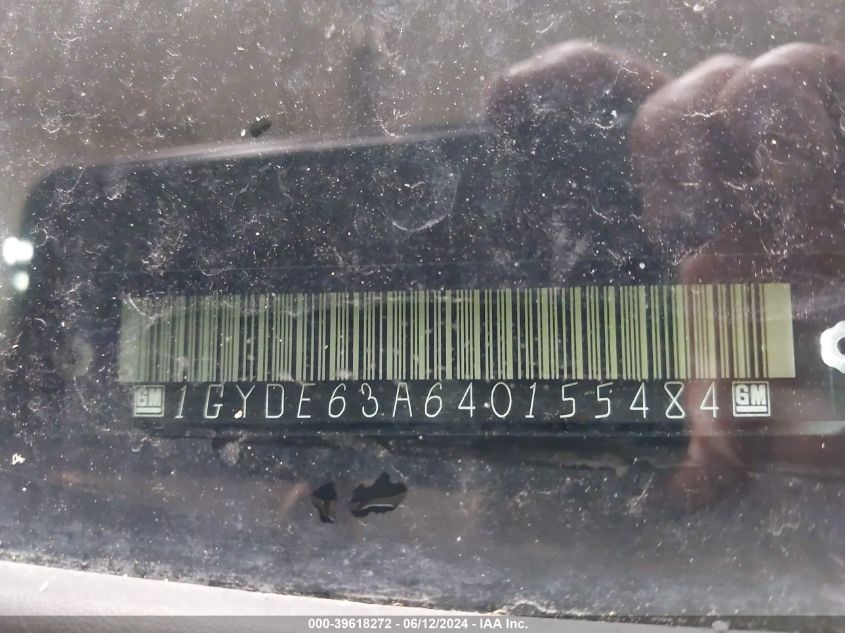 GM 1GYDE63A640155484 GM
000-39618272 - 06/12/2024 - IAA Inc.